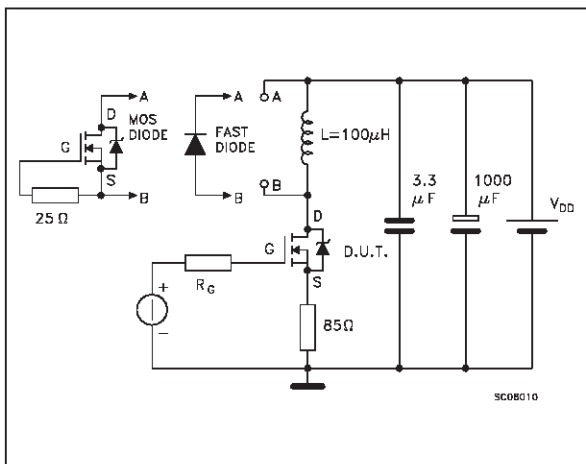 A
D
MOS
DIODE
G
S
B
25 Ω
A
FAST
DIODE
B
A
L=100μH
B
D
G
D.U.T.
S
RG
+
-
85Ω
3.3
μF
1000
μF
VDD
SC08010